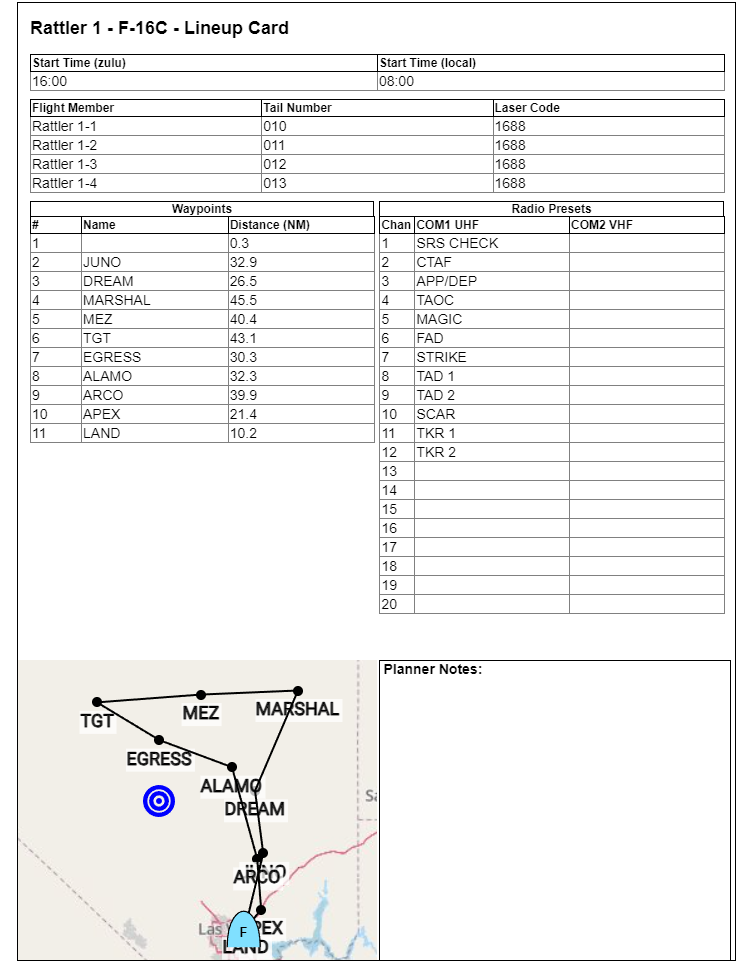 Rattler 1 - F-16C - Lineup Card
Start Time (zulu) Start Time (local)
16:00 08:00
Flight Member Tail Number Laser Code
Rattler 1-1 010 1688
Rattler 1-2 011 1688
Rattler 1-3 012 1688
Rattler 1-4 013 1688
Waypoints
# Name Distance (NM)
1 0.3
2 JUNO 32.9
3 DREAM 26.5
4 MARSHAL 45.5
5 MEZ 40.4
6 TGT 43.1
7 EGRESS 30.3
8 ALAMO 32.3
9 ARCO 39.9
10 APEX 21.4
11 LAND 10.2
Radio Presets
Chan COM1 UHF COM2 VHF
1 SRS CHECK
2 CTAF
3 APP/DEP
4 TAOC
5 MAGIC
6 FAD
7 STRIKE
8 TAD 1
9 TAD 2
10 SCAR
11 TKR 1
12 TKR 2
13
14
15
16
17
18
19
20
TGT
MEZ
MARSHAL
EGRESS
ALAMO
DREAM
ARCO
Las
F
LAND
Planner Notes: